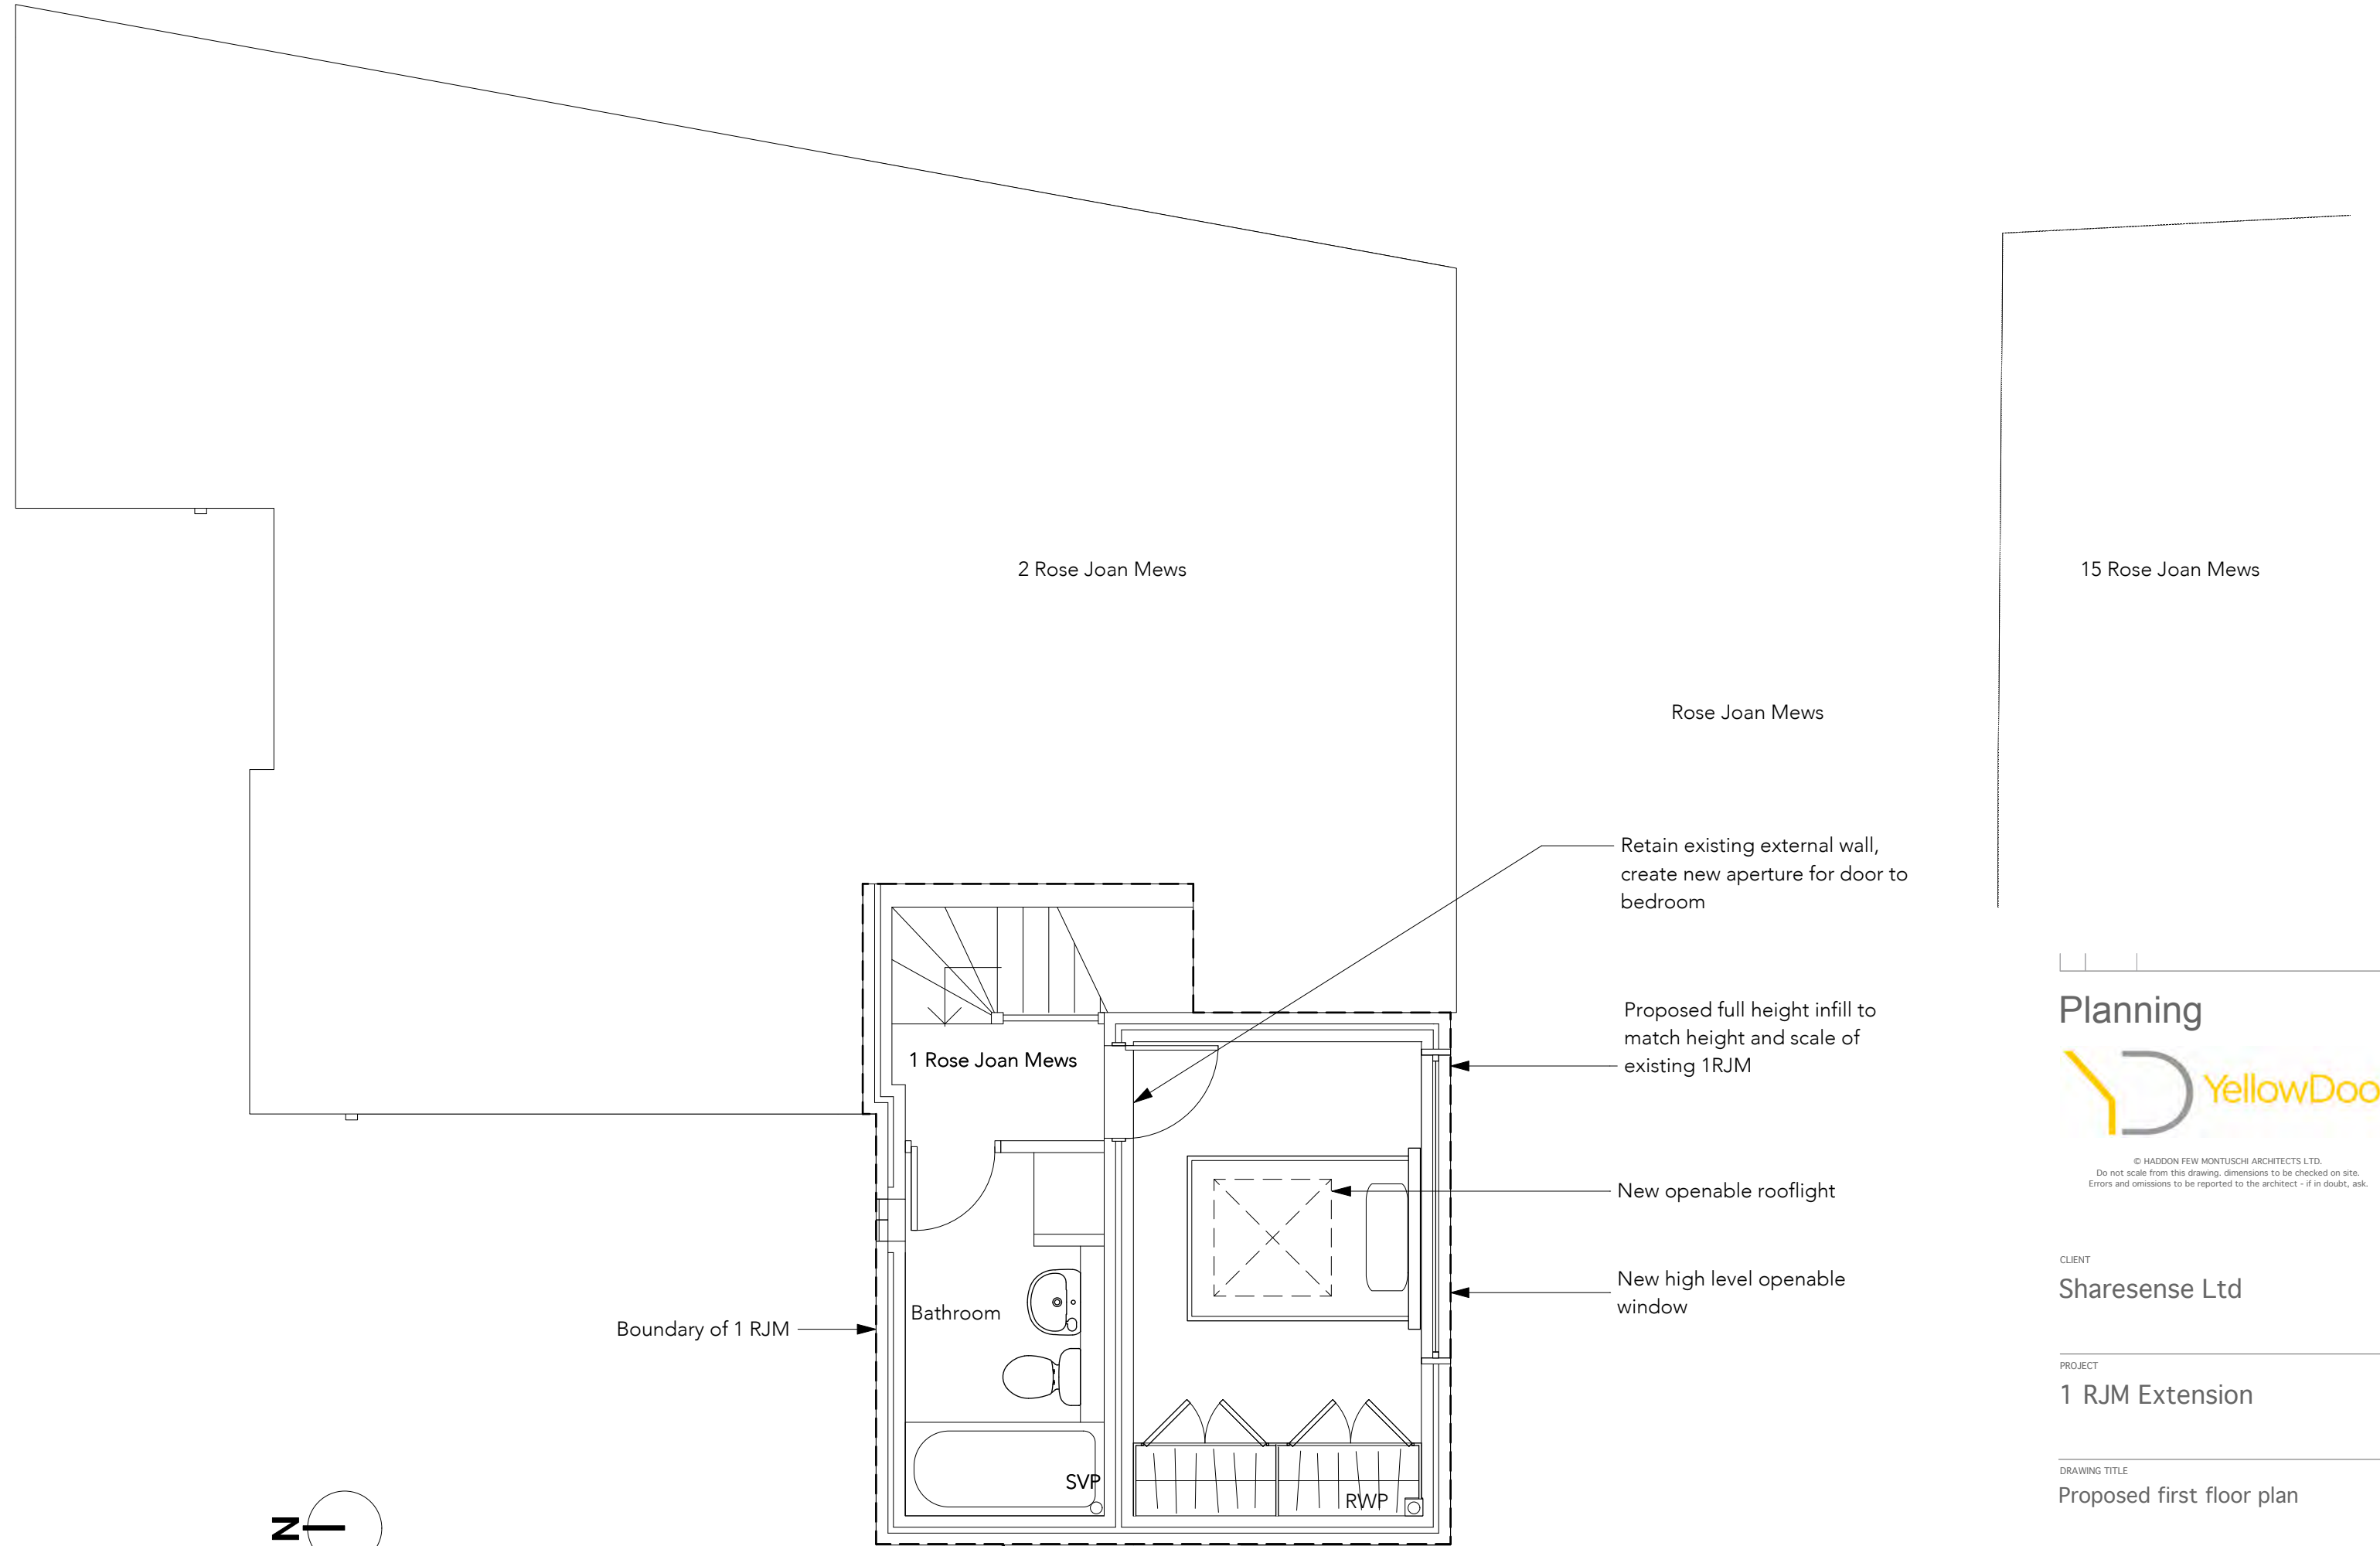 2 Rose Joan Mews
15 Rose Joan Mews
Rose Joan Mews
Retain existing external wall,
create new aperture for door to
bedroom
Proposed full height infill to
match height and scale of
existing 1RJM
1 Rose Joan Mews
New openable rooflight
New high level openable
window
Bathroom
Boundary of 1 RJM
SVP
RWP
N
Planning
YellowDoo
© HADDON FEW MONTUSCHI ARCHITECTS LTD.
Do not scale from this drawing, dimensions to be checked on site.
Errors and omissions to be reported to the architect - if in doubt, ask.
CLIENT
Sharesense Ltd
PROJECT
1 RJM Extension
DRAWING TITLE
Proposed first floor plan